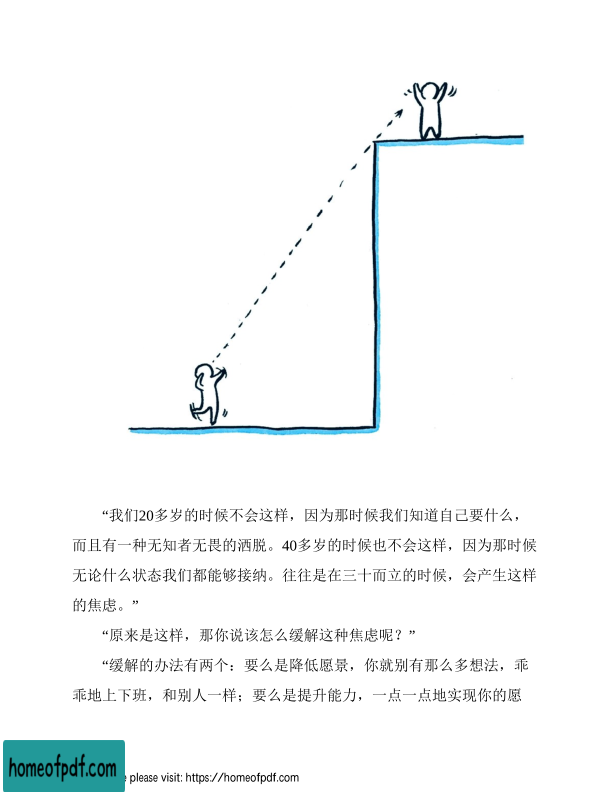 “我们20多岁的时候不会这样，因为那时候我们知道自己要什么，
而且有一种无知者无畏的洒脱。40多岁的时候也不会这样，因为那时候
无论什么状态我们都能够接纳。往往是在三十而立的时候，会产生这样
的焦虑。”
“原来是这样，那你说该怎么缓解这种焦虑呢？”
“缓解的办法有两个：要么是降低愿景，你就别有那么多想法，乖
乖地上下班，和别人一样；要么是提升能力，一点一点地实现你的愿
homeofpdf.com
e please visit: https://homeofpdf.com